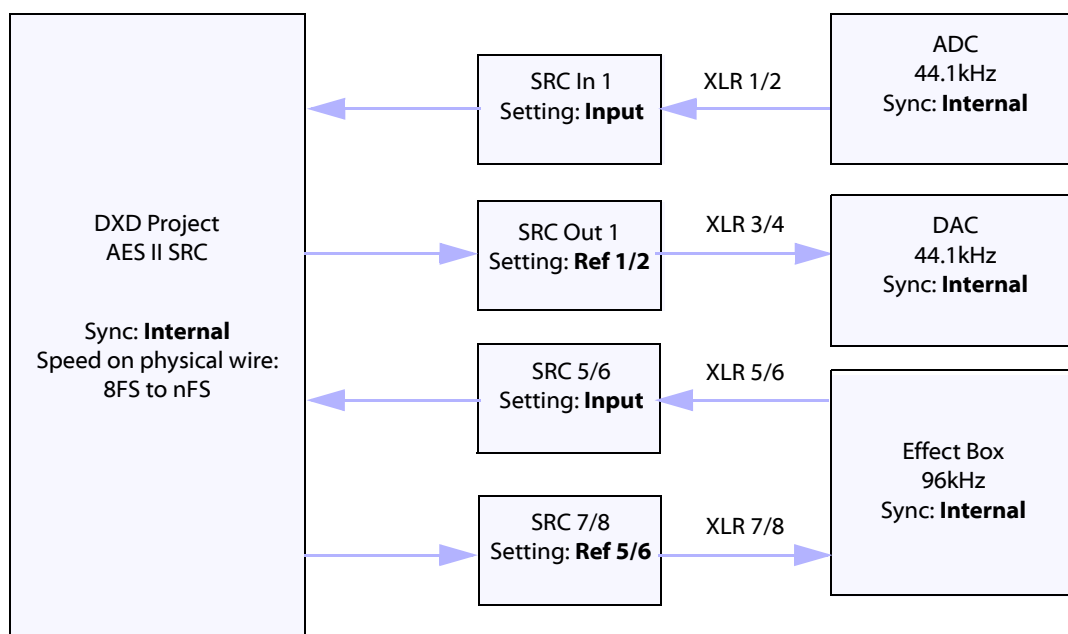 DXD Project
AES II SRC
Sync: Internal
Speed on physical wire:
8FS to nFS
SRC In 1
Setting: Input
XLR 1/2
ADC
44.1kHz
Sync: Internal
SRC Out 1
Setting: Ref 1/2
XLR 3/4
DAC
44.1kHz
Sync: Internal
SRC 5/6
Setting: Input
XLR 5/6
Effect Box
96kHz
Sync: Internal
SRC 7/8
Setting: Ref 5/6
XLR 7/8